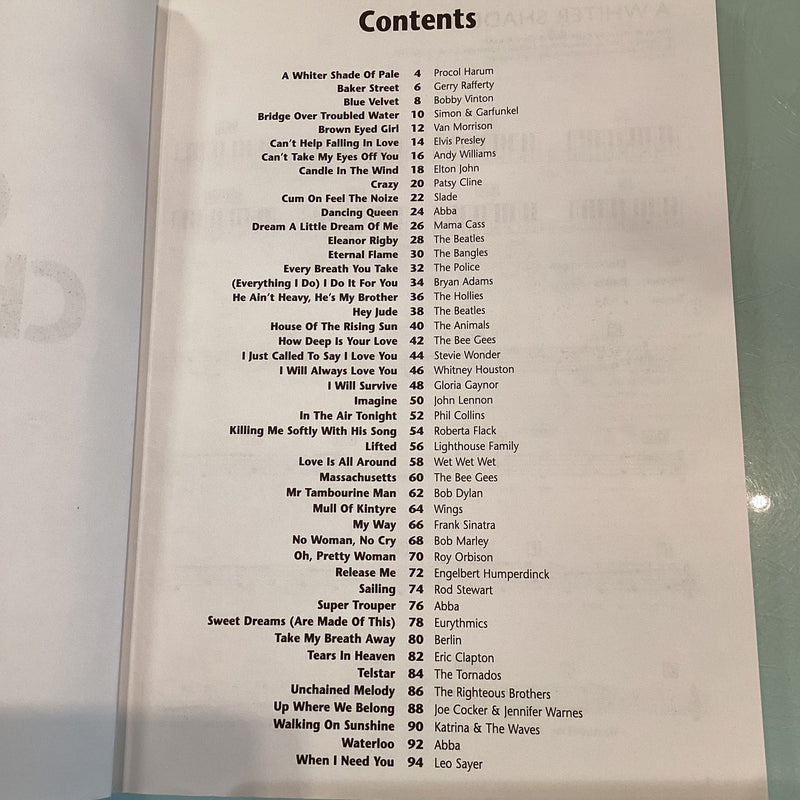 Contents
A Whiter Shade Of Pale 4 Procol Harum
Baker Street 6 Gerry Rafferty
Blue Velvet 8 Bobby Vinton
Bridge Over Troubled Water 10 Simon & Garfunkel
Brown Eyed Girl 12 Van Morrison
Can't Help Falling In Love 14 Elvis Presley
Can't Take My Eyes Off You 16 Andy Williams
Candle In The Wind 18 Elton John
Crazy 20 Patsy Cline
Cum On Feel The Noize 22 Slade
Dancing Queen 24 Abba
Dream A Little Dream Of Me 26 Mama Cass
Eleanor Rigby 28 The Beatles
Eternal Flame 30 The Bangles
Every Breath You Take 32 The Police
(Everything I Do) I Do It For You 34 Bryan Adams
He Ain't Heavy, He's My Brother 36 The Hollies
Hey Jude 38 The Beatles
House Of The Rising Sun 40 The Animals
How Deep Is Your Love 42 The Bee Gees
I Just Called To Say I Love You 44 Stevie Wonder
I Will Always Love You 46 Whitney Houston
I Will Survive 48 Gloria Gaynor
Imagine 50 John Lennon
In The Air Tonight 52 Phil Collins
Killing Me Softly With His Song 54 Roberta Flack
Lifted 56 Lighthouse Family
Love Is All Around 58 Wet Wet Wet
Massachusetts 60 The Bee Gees
Mr Tambourine Man 62 Bob Dylan
Mull Of Kintyre 64 Wings
My Way 66 Frank Sinatra
No Woman, No Cry 68 Bob Marley
Oh, Pretty Woman 70 Roy Orbison
Release Me 72 Engelbert Humperdinck
Sailing 74 Rod Stewart
Super Trouper 76 Abba
Sweet Dreams (Are Made Of This) 78 Eurythmics
Take My Breath Away 80 Berlin
Tears In Heaven 82 Eric Clapton
Telstar 84 The Tornados
Unchained Melody 86 The Righteous Brothers
Up Where We Belong 88 Joe Cocker & Jennifer Warnes
Walking On Sunshine 90 Katrina & The Waves
Waterloo 92 Abba
When I Need You 94 Leo Sayer